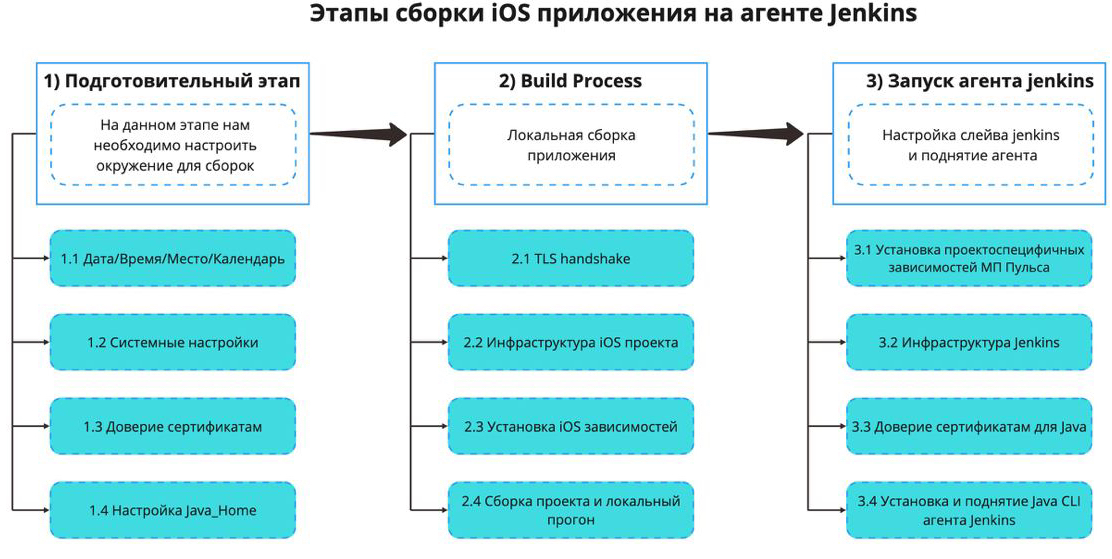 Этапы сборки iOS приложения на агенте Jenkins
1) Подготовительный этап
На данном этапе нам
необходимо настроить
окружение для сборок
1.1 Дата/Время/Место/Календарь
1.2 Системные настройки
1.3 Доверие сертификатам
1.4 Настройка Java_Home
2) Build Process
Локальная сборка
приложения
2.1 TLS handshake
2.2 Инфраструктура iOS проекта
2.3 Установка iOS зависимостей
2.4 Сборка проекта и локальный
прогон
3) Запуск агента jenkins
Настройка слейва jenkins
и поднятие агента
3.1 Установка проектоспецифичных
зависимостей МП Пульса
3.2 Инфраструктура Jenkins
3.3 Доверие сертификатам для Java
3.4 Установка и поднятие Java CLI
агента Jenkins